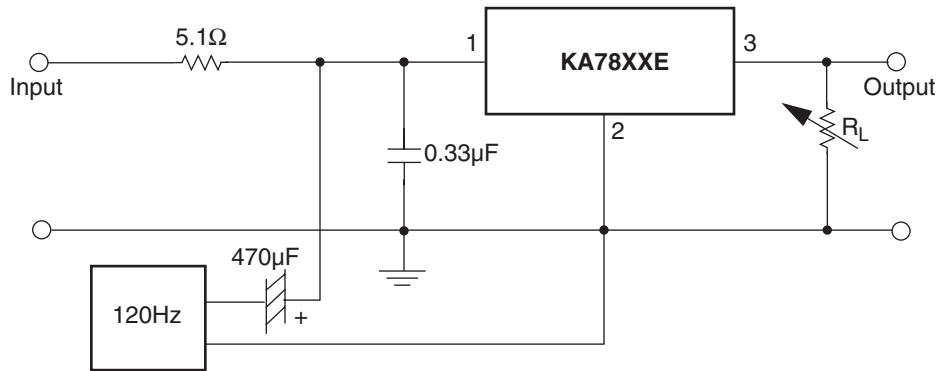 5.1Ω
1
KA78XXE
3
Input
Output
2
RL
0.33µF
470µF
120Hz
+